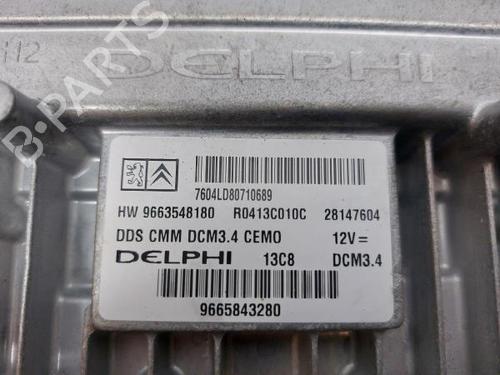 112
DELPHI
B-PARTS
7604LD80710689
HW 9663548180 R0413C010C 28147604
DDS CMM DCM3.4 CEMO 12V=
DELPHI 13C8 DCM3.4
9665843280